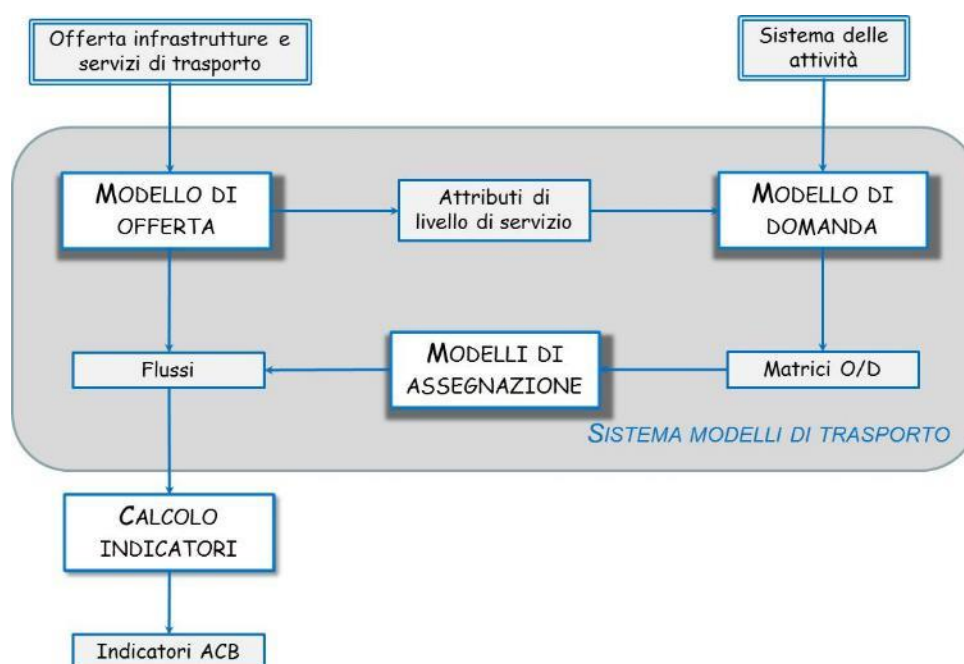 Offerta infrastrutture e
servizi di trasporto
Sistema delle
attività
MODELLO DI
OFFERTA
Attributi di
livello di servizio
MODELLO DI
DOMANDA
Flussi
MODELLI DI
ASSEGNAZIONE
Matrici O/D
SISTEMA MODELLI DI TRASPORTO
CALCOLO
INDICATORI
Indicatori ACB